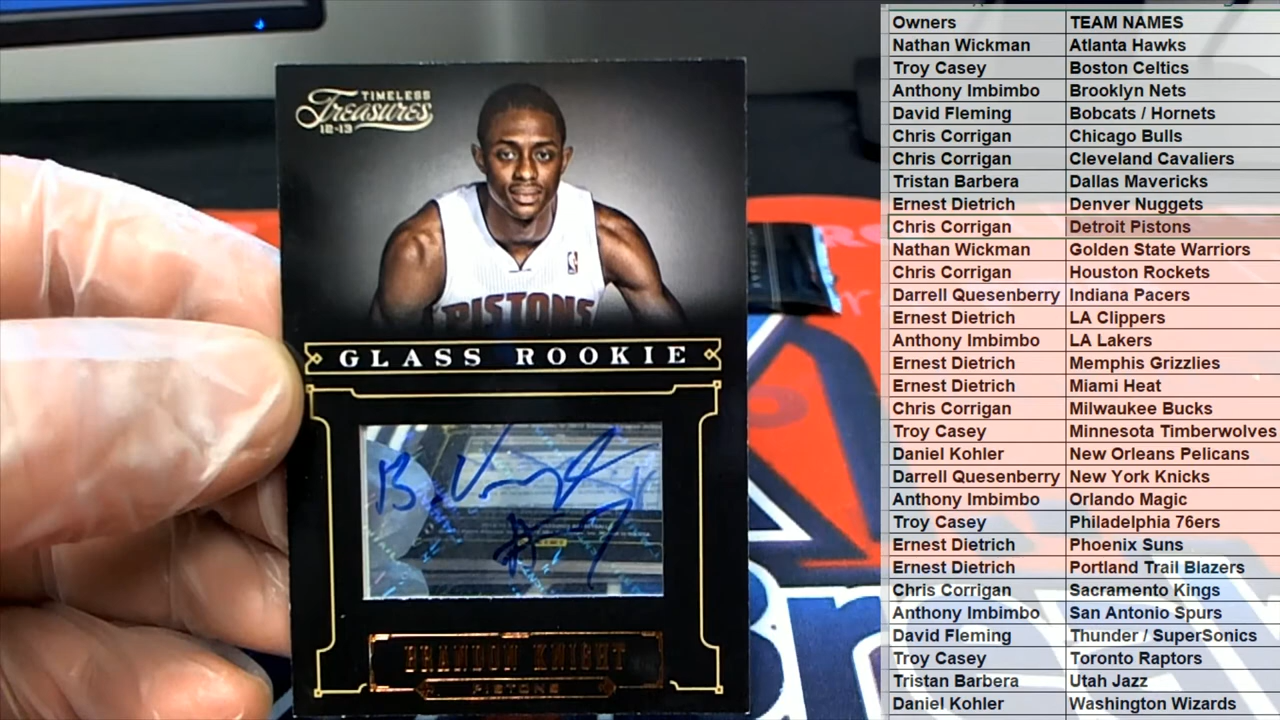 TIMELESS
Treasures
12-13
PISTONS
GLASS ROOKIE
B. Knight
#7
BRANDON KNIGHT
PISTONS
Owners TEAM NAMES
Nathan Wickman Atlanta Hawks
Troy Casey Boston Celtics
Anthony Imbimbo Brooklyn Nets
David Fleming Bobcats / Hornets
Chris Corrigan Chicago Bulls
Chris Corrigan Cleveland Cavaliers
Tristan Barbera Dallas Mavericks
Ernest Dietrich Denver Nuggets
Chris Corrigan Detroit Pistons
Nathan Wickman Golden State Warriors
Chris Corrigan Houston Rockets
Darrell Quesenberry Indiana Pacers
Ernest Dietrich LA Clippers
Anthony Imbimbo LA Lakers
Ernest Dietrich Memphis Grizzlies
Ernest Dietrich Miami Heat
Chris Corrigan Milwaukee Bucks
Troy Casey Minnesota Timberwolves
Daniel Kohler New Orleans Pelicans
Darrell Quesenberry New York Knicks
Anthony Imbimbo Orlando Magic
Troy Casey Philadelphia 76ers
Ernest Dietrich Phoenix Suns
Ernest Dietrich Portland Trail Blazers
Chris Corrigan Sacramento Kings
Anthony Imbimbo San Antonio Spurs
David Fleming Thunder / SuperSonics
Troy Casey Toronto Raptors
Tristan Barbera Utah Jazz
Daniel Kohler Washington Wizards